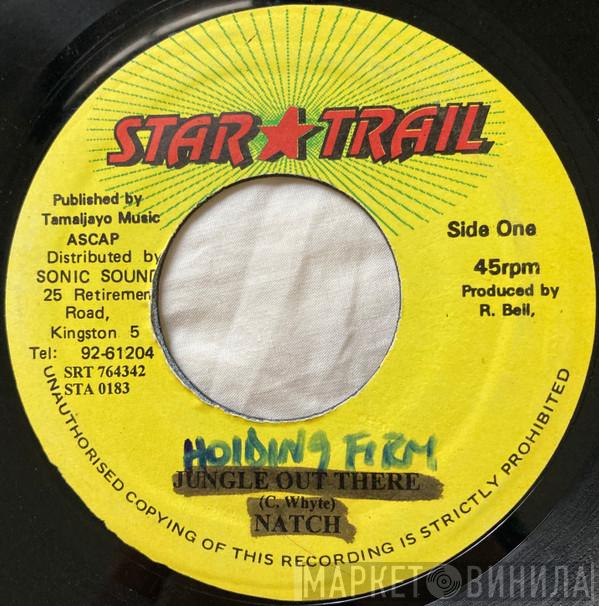 STAR★TRAIL
Published by
Tamaljayo Music
ASCAP
Distributed by
SONIC SOUND
25 Retiremen
Road,
Kingston 5
Tel: 92-61204
SRT 764342
STA 0183
Side One
45rpm
Produced by
R. Bell,
HOlDING FIRM
JUNGLE OUT THERE
(C. Whyte)
NATCH
UNAUTHORISED COPYING OF THIS RECORDING IS STRICTLY PROHIBITED
МАРКЕТ ВИНИЛА